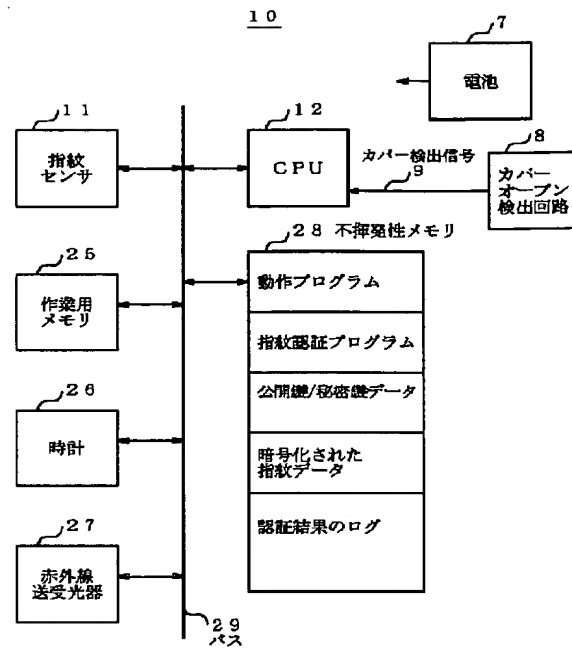 10
7
電池
11
指紋
センサ
12
CPU
カバー検出信号
9
8
カバー
オープン
検出回路
25
作業用
メモリ
28 不揮発性メモリ
動作プログラム
指紋認証プログラム
公開鍵/秘密鍵データ
暗号化された
指紋データ
認証結果のログ
26
時計
27
赤外線
送受光器
29
バス